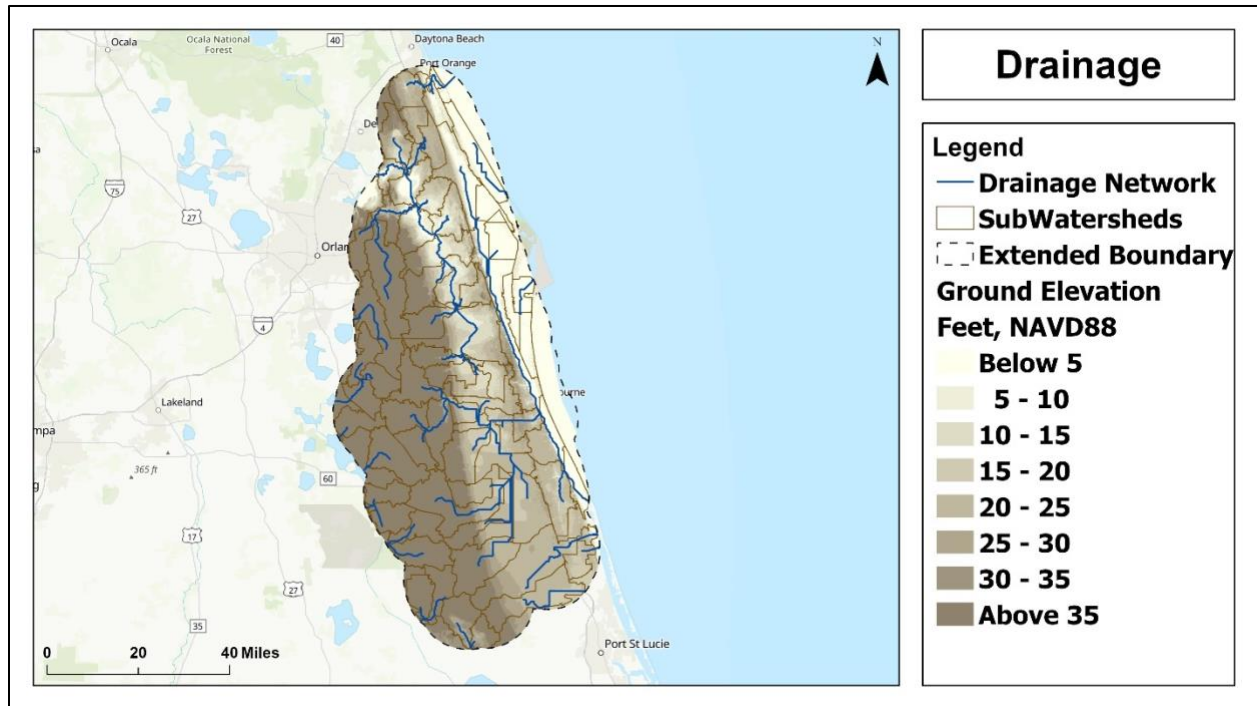 Ocala
Ocala National
Forest
40
Daytona Beach
Port Orange
De
75
27
Orlan
4
Lakeland
mpa
365 ft
60
ourne
17
27
35
Port St Lucie
N
0 20 40 Miles
Drainage
Legend
Drainage Network
SubWatersheds
Extended Boundary
Ground Elevation
Feet, NAVD88
Below 5
5 - 10
10 - 15
15 - 20
20 - 25
25 - 30
30 - 35
Above 35